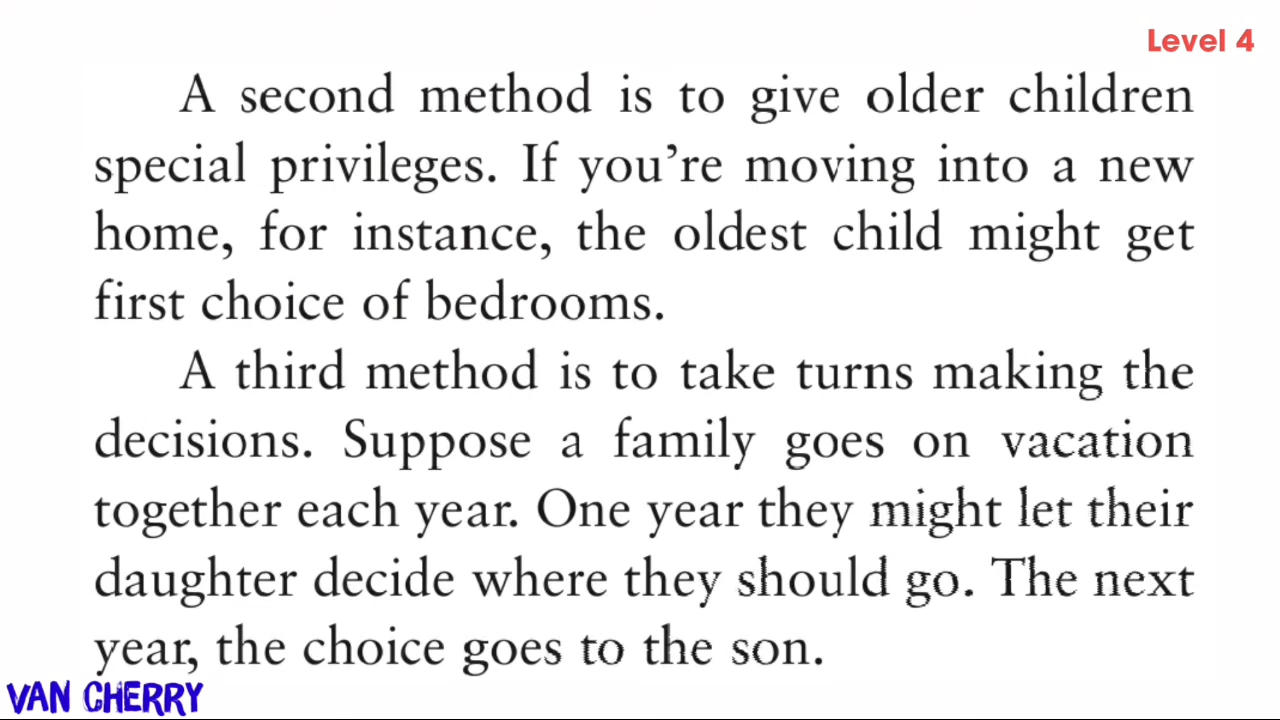 Level 4
A second method is to give older children
special privileges. If you're moving into a new
home, for instance, the oldest child might get
first choice of bedrooms.
A third method is to take turns making the
decisions. Suppose a family goes on vacation
together each year. One year they might let their
daughter decide where they should go. The next
year, the choice goes to the son.
VAN CHERRY